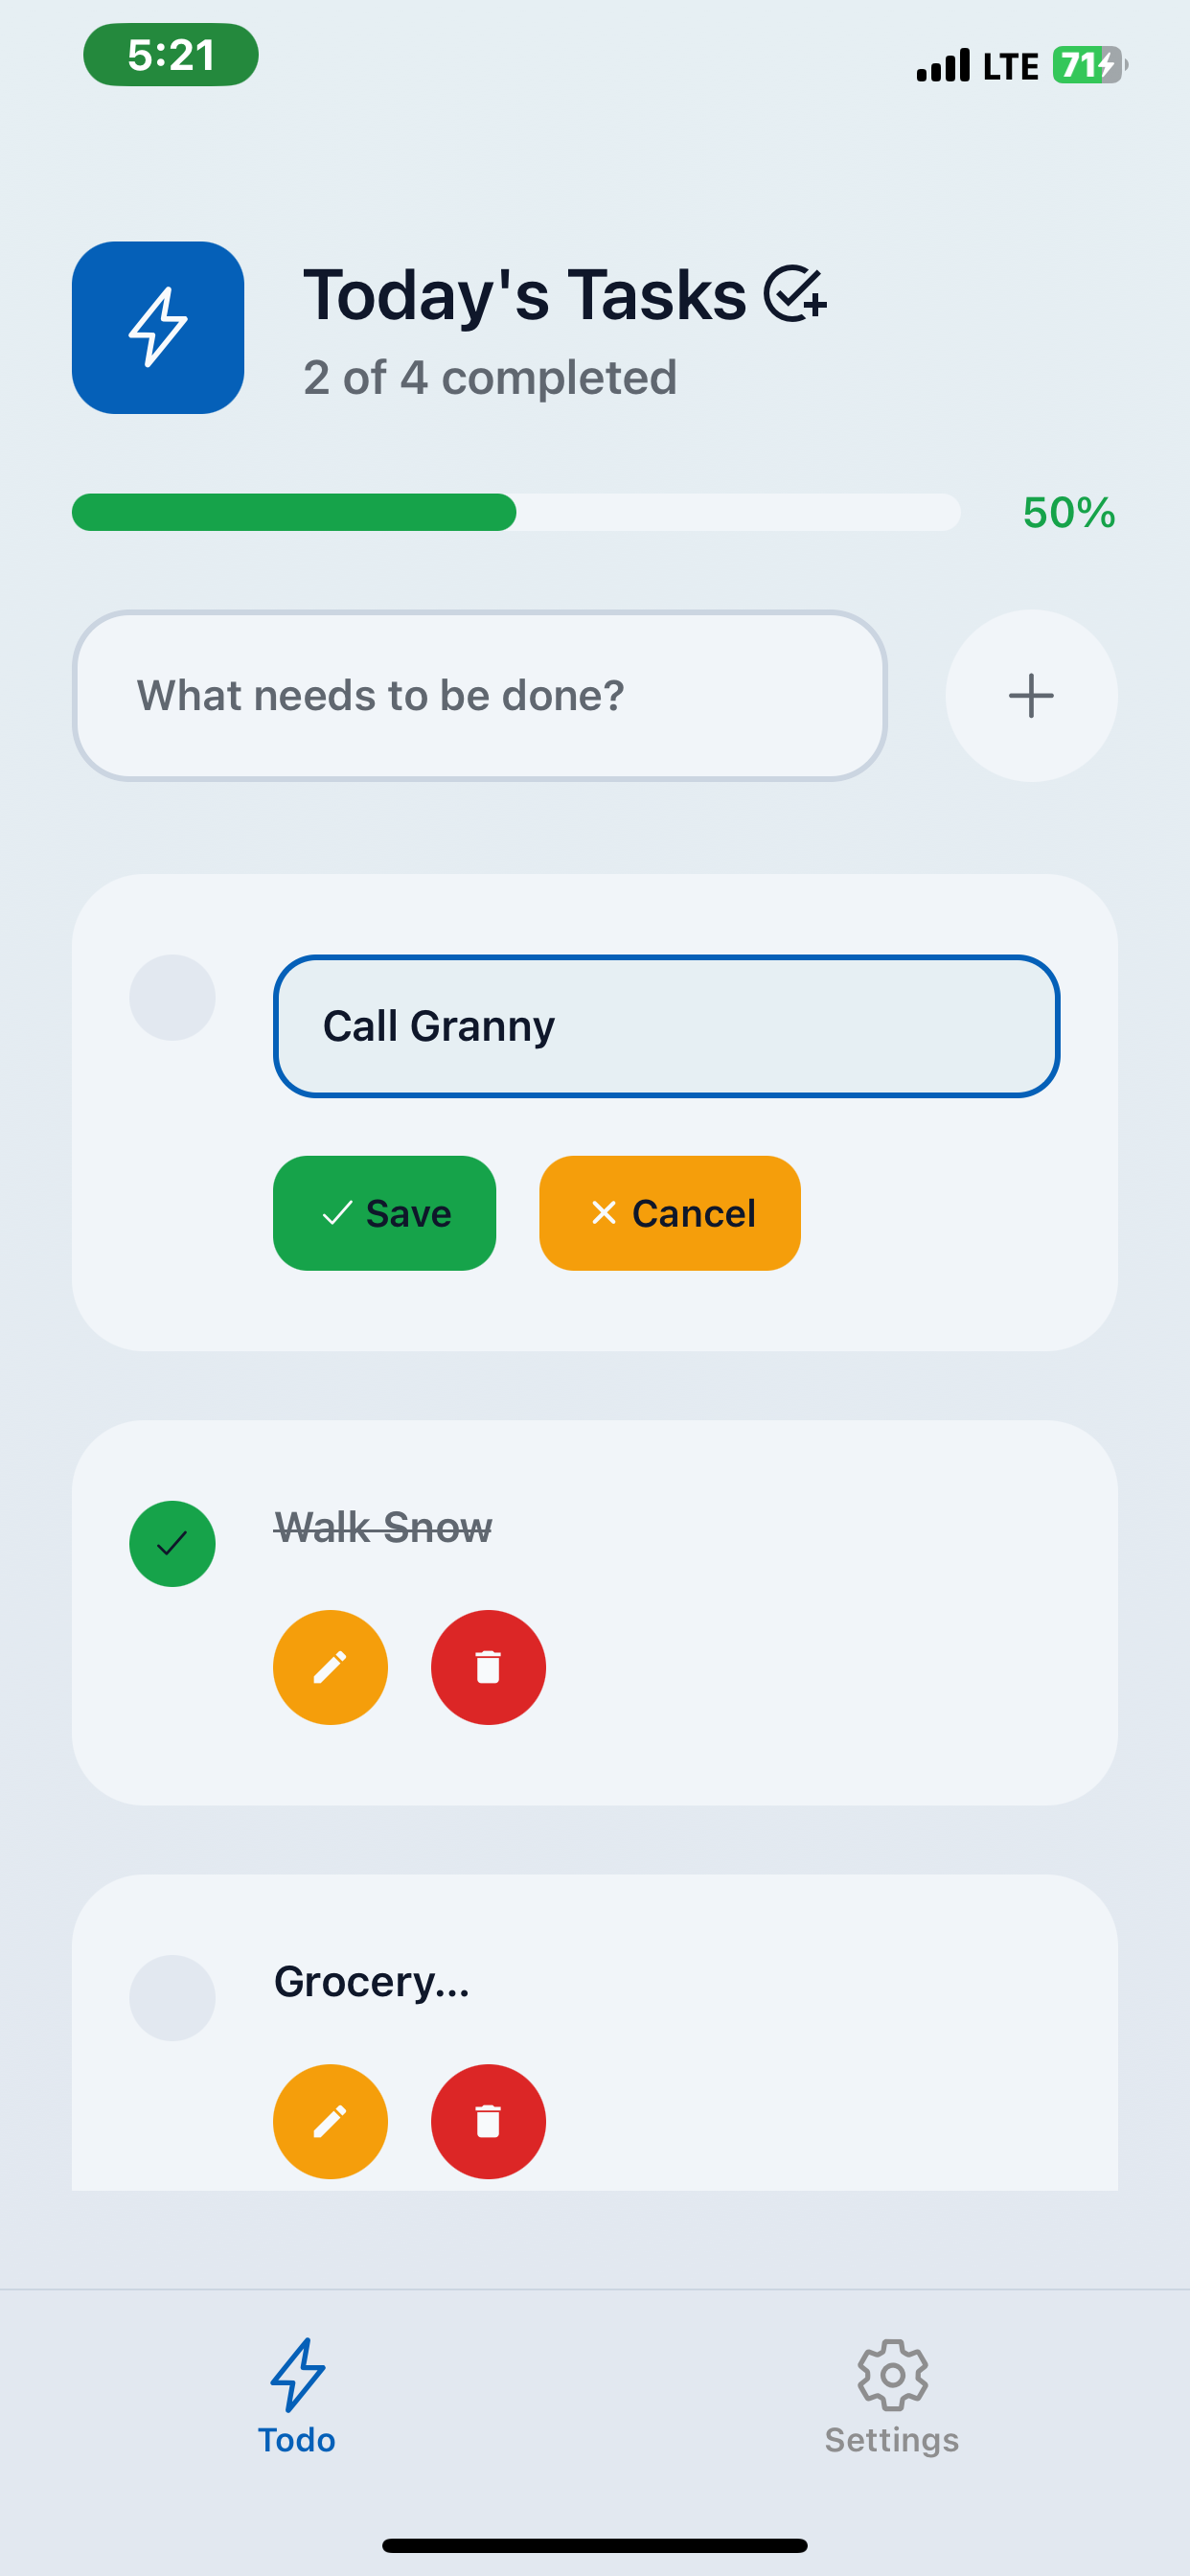 5:21
LTE 71
Today's Tasks
2 of 4 completed
50%
What needs to be done?
Call Granny
Save
Cancel
Walk Snow
Grocery...
Todo
Settings